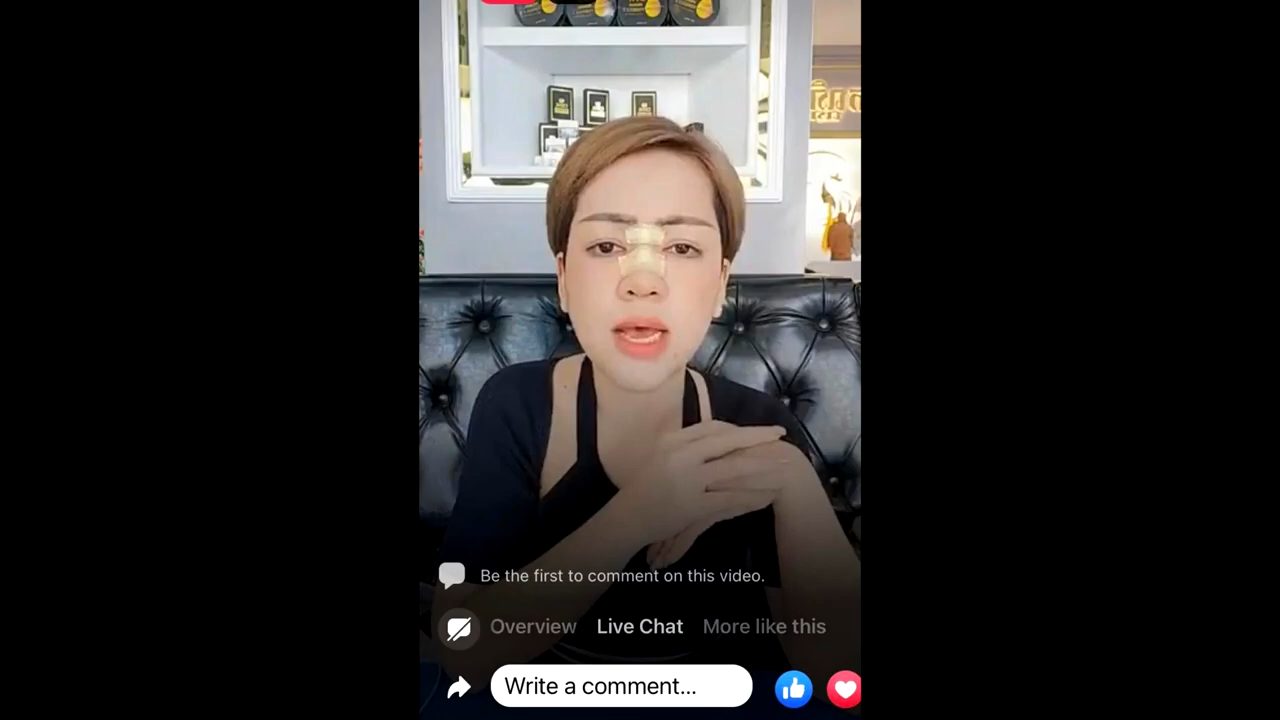 Be the first to comment on this video.
Overview Live Chat More like this
Write a comment...